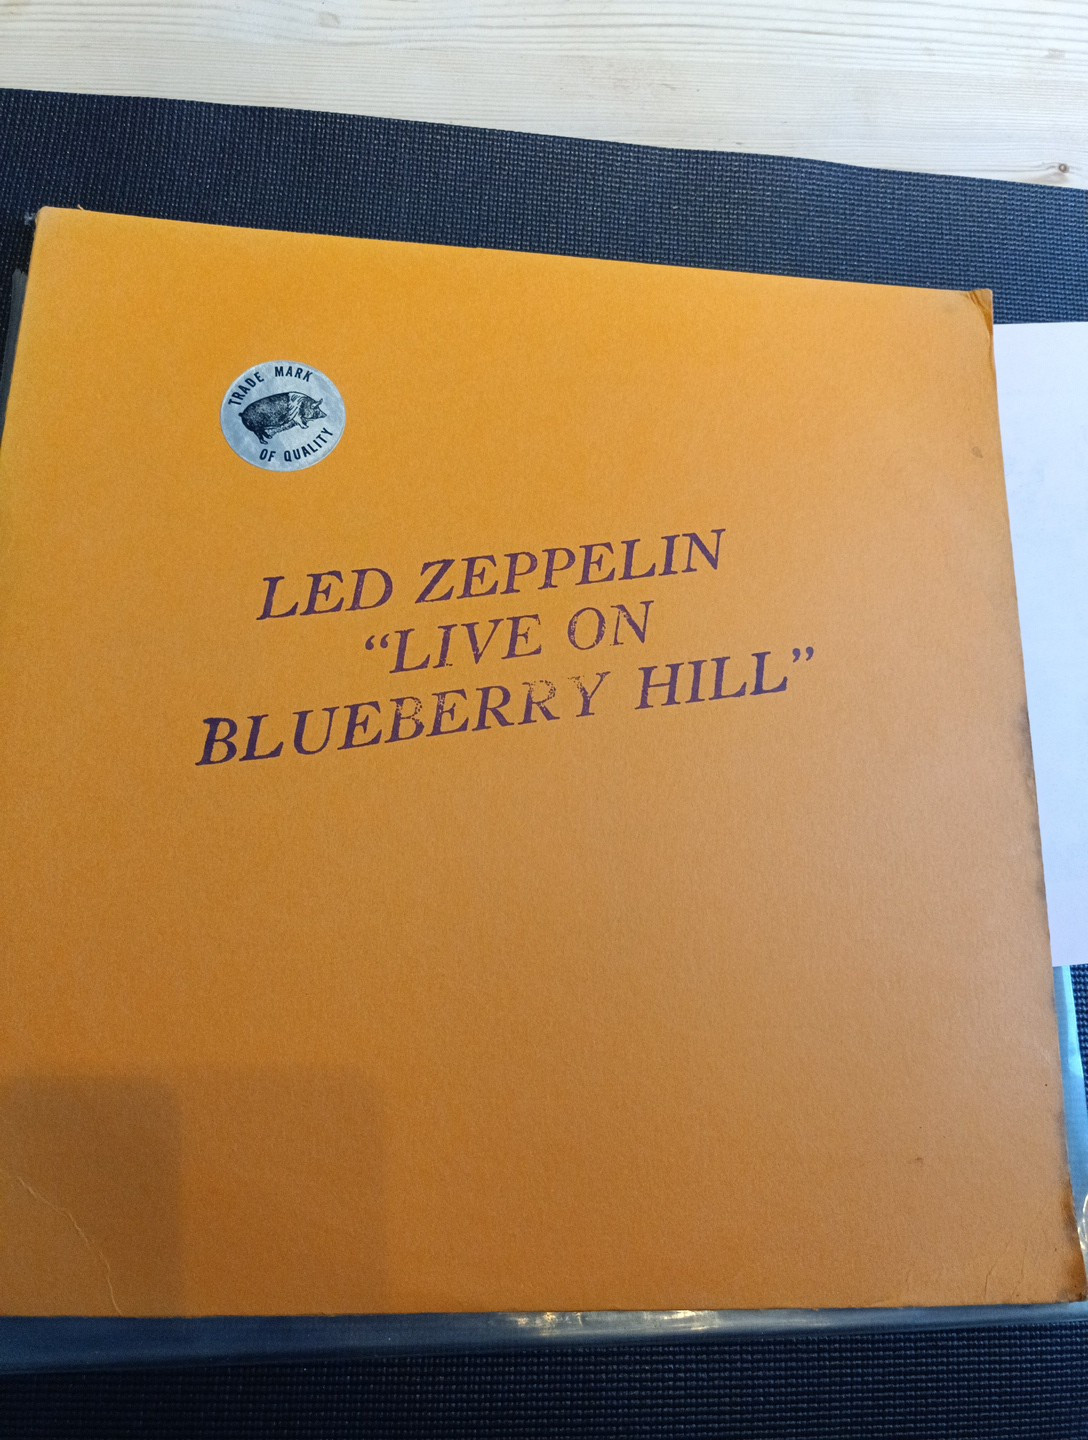 TRADE MARK
OF QUALITY
LED ZEPPELIN
“LIVE ON
BLUEBERRY HILL”